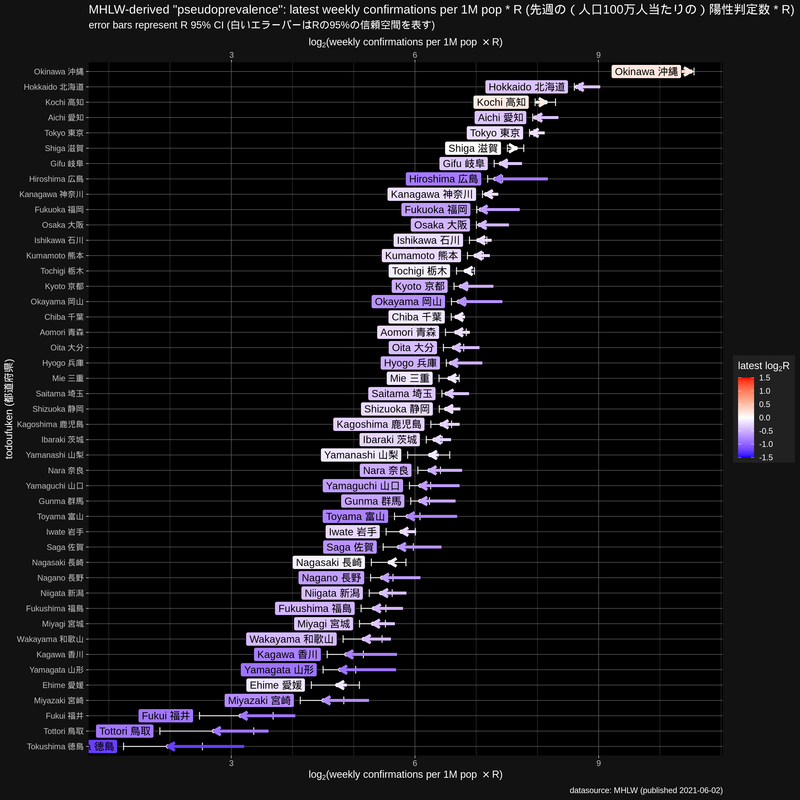 MHLW-derived "pseudoprevalence": latest weekly confirmations per 1M pop * R (先週の ( 人口100万人当たりの ) 陽性判定数 * R)
error bars represent R 95% CI (白いエラーバーはRの95%の信頼空間を表す)
log2(weekly confirmations per 1M pop × R)
3 6 9
Okinawa 沖縄 Okinawa 沖縄
Hokkaido 北海道 Hokkaido 北海道
Kochi 高知 Kochi 高知
Aichi 愛知 Aichi 愛知
Tokyo 東京 Tokyo 東京
Shiga 滋賀 Shiga 滋賀
Gifu 岐阜 Gifu 岐阜
Hiroshima 広島 Hiroshima 広島
Kanagawa 神奈川 Kanagawa 神奈川
Fukuoka 福岡 Fukuoka 福岡
Osaka 大阪 Osaka 大阪
Ishikawa 石川 Ishikawa 石川
Kumamoto 熊本 Kumamoto 熊本
Tochigi 栃木 Tochigi 栃木
Kyoto 京都 Kyoto 京都
Okayama 岡山 Okayama 岡山
Chiba 千葉 Chiba 千葉
Aomori 青森 Aomori 青森
Oita 大分 Oita 大分
Hyogo 兵庫 Hyogo 兵庫
Mie 三重 Mie 三重
Saitama 埼玉 Saitama 埼玉
Shizuoka 静岡 Shizuoka 静岡
Kagoshima 鹿児島 Kagoshima 鹿児島
Ibaraki 茨城 Ibaraki 茨城
Yamanashi 山梨 Yamanashi 山梨
Nara 奈良 Nara 奈良
Yamaguchi 山口 Yamaguchi 山口
Gunma 群馬 Gunma 群馬
Toyama 富山 Toyama 富山
Iwate 岩手 Iwate 岩手
Saga 佐賀 Saga 佐賀
Nagasaki 長崎 Nagasaki 長崎
Nagano 長野 Nagano 長野
Niigata 新潟 Niigata 新潟
Fukushima 福島 Fukushima 福島
Miyagi 宮城 Miyagi 宮城
Wakayama 和歌山 Wakayama 和歌山
Kagawa 香川 Kagawa 香川
Yamagata 山形 Yamagata 山形
Ehime 愛媛 Ehime 愛媛
Miyazaki 宮崎 Miyazaki 宮崎
Fukui 福井 Fukui 福井
Tottori 鳥取 Tottori 鳥取
Tokushima 徳島 徳島
3 6 9
log2(weekly confirmations per 1M pop × R)
todoufuken (都道府県)
latest log2R
1.5
1.0
0.5
0.0
-0.5
-1.0
-1.5
datasource: MHLW (published 2021-06-02)